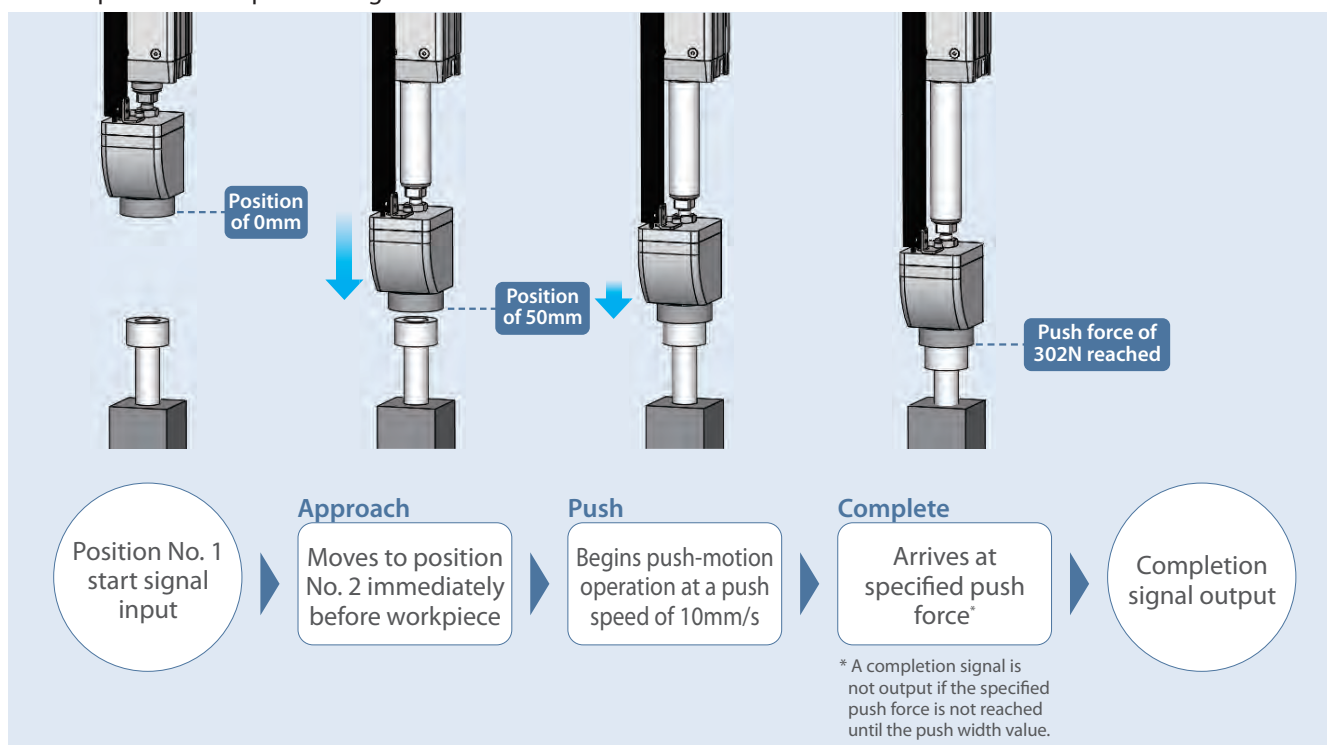 Position
of 0mm
Position
of 50mm
Push force of
302N reached
Position No. 1
start signal
input
Approach
Moves to position
No. 2 immediately
before workpiece
Push
Begins push-motion
operation at a push
speed of 10mm/s
Complete
Arrives at
specified push
force*
* A completion signal is
not output if the specified
push force is not reached
until the push width value.
Completion
signal output